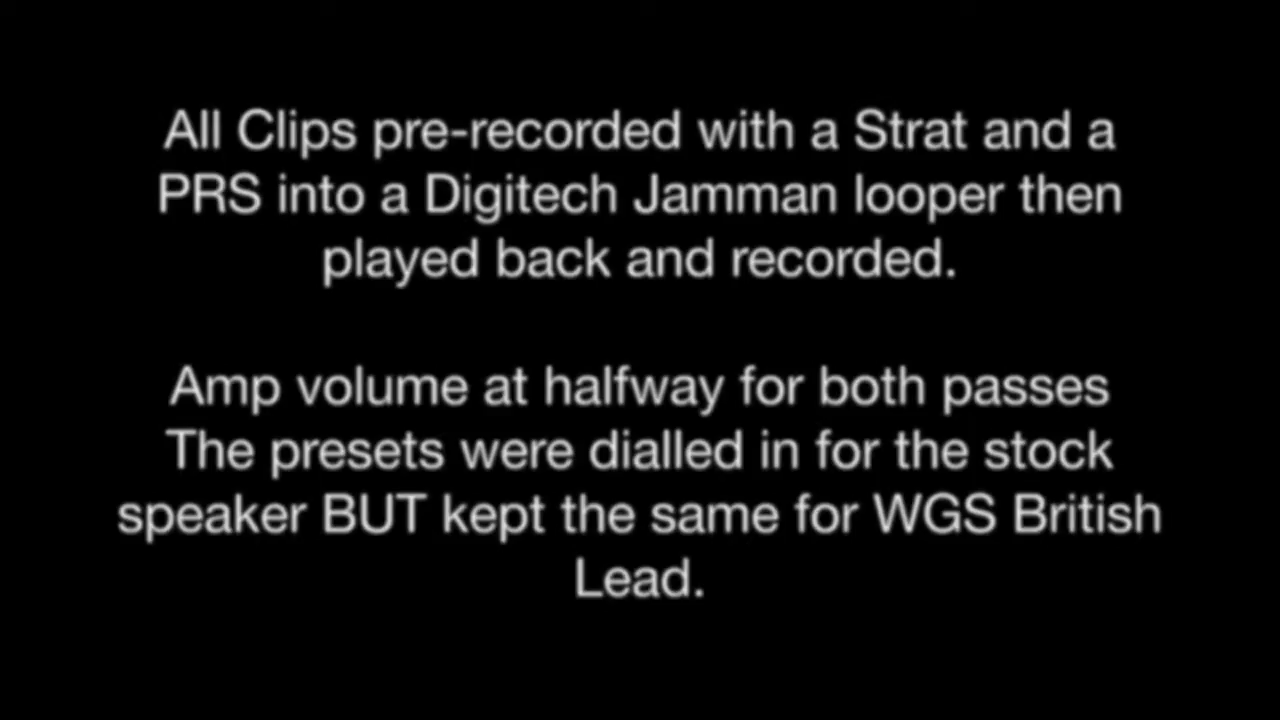 All Clips pre-recorded with a Strat and a
PRS into a Digitech Jamman looper then
played back and recorded.
Amp volume at halfway for both passes
The presets were dialled in for the stock
speaker BUT kept the same for WGS British
Lead.